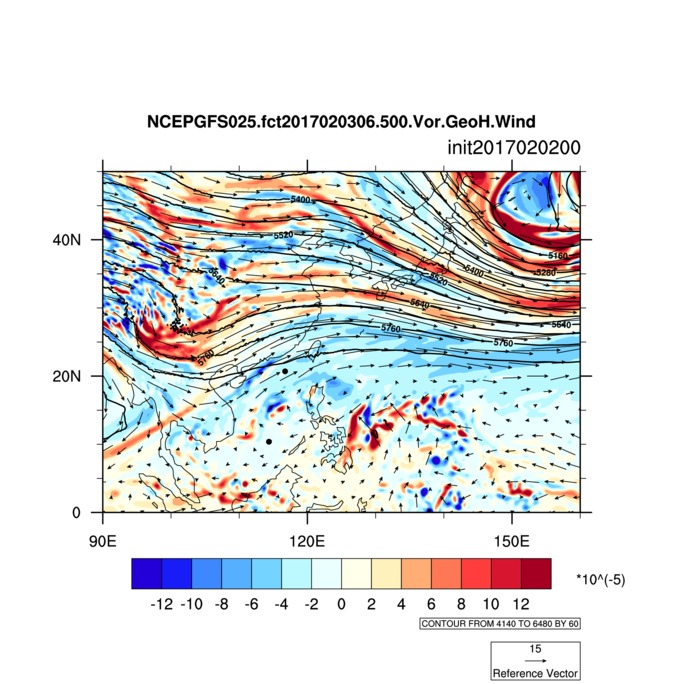 NCEPGFS025.fct2017020306.500.Vor.GeoH.Wind
init2017020200
5400
5520
5160
40N
5400
5280
5640
5520
5640
5640
5760
5760
5760
20N
0
90E 120E 150E
*10^(-5)
-12 -10 -8 -6 -4 -2 0 2 4 6 8 10 12
CONTOUR FROM 4140 TO 6480 BY 60
15
Reference Vector